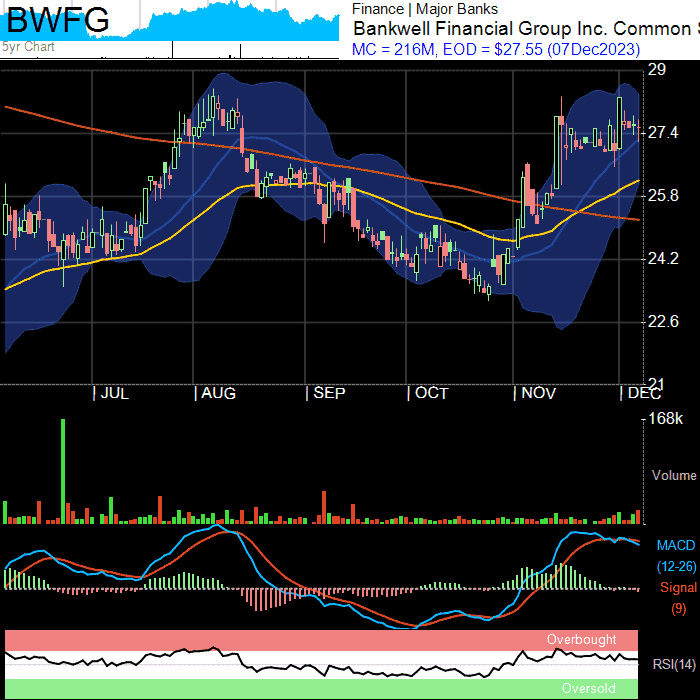 BWFG
5yr Chart
Finance | Major Banks
Bankwell Financial Group Inc. Common
MC = 216M, EOD = $27.55 (07Dec2023)
29
27.4
25.8
24.2
22.6
21
JUL AUG SEP OCT NOV DEC
168k
Volume
MACD
(12-26)
Signal
(9)
Overbought
RSI(14)
Oversold